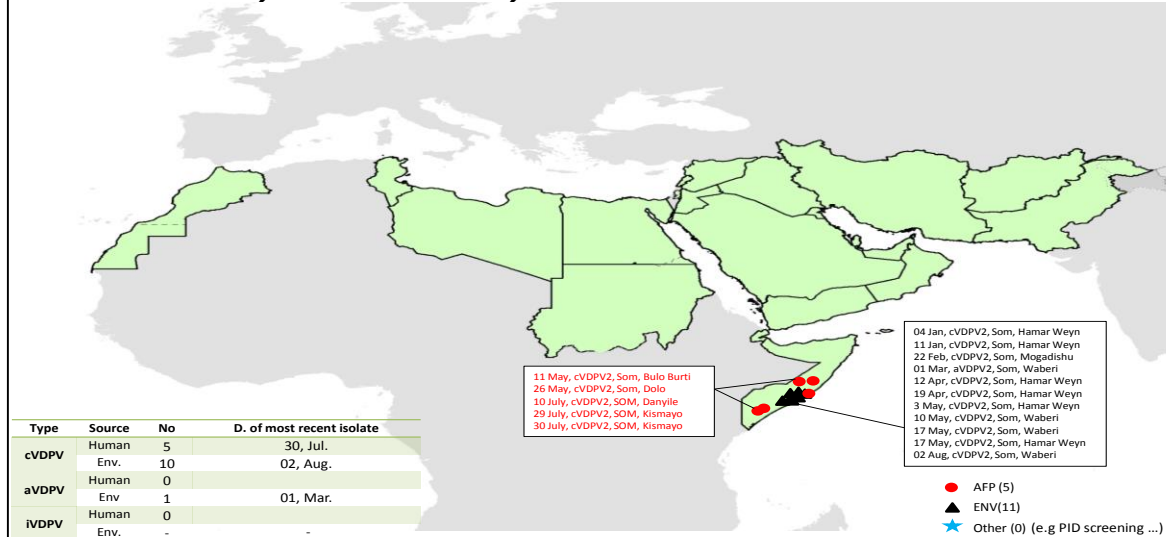 11 May, cVDPV2, Som, Bulo Burti
26 May, cVDPV2, Som, Dolo
10 July, cVDPV2, SOM, Danyile
29 July, cVDPV2, SOM, Kismayo
30 July, cVDPV2, SOM, Kismayo
04 Jan, cVDPV2, Som, Hamar Weyn
11 Jan, cVDPV2, Som, Hamar Weyn
22 Feb, cVDPV2, Som, Mogadishu
01 Mar, aVDPV2, Som, Waberi
12 Apr, cVDPV2, Som, Hamar Weyn
19 Apr, cVDPV2, Som, Hamar Weyn
3 May, cVDPV2, Som, Hamar Weyn
10 May, cVDPV2, Som, Waberi
17 May, cVDPV2, Som, Waberi
17 May, cVDPV2, Som, Hamar Weyn
02 Aug, cVDPV2, Som, Waberi
Type Source No D. of most recent isolate
cVDPV Human 5 30, Jul.
Env. 10 02, Aug.
aVDPV Human 0
Env 1 01, Mar.
iVDPV Human 0
Env. - -
AFP (5)
ENV(11)
Other (0) (e.g PID screening ...)